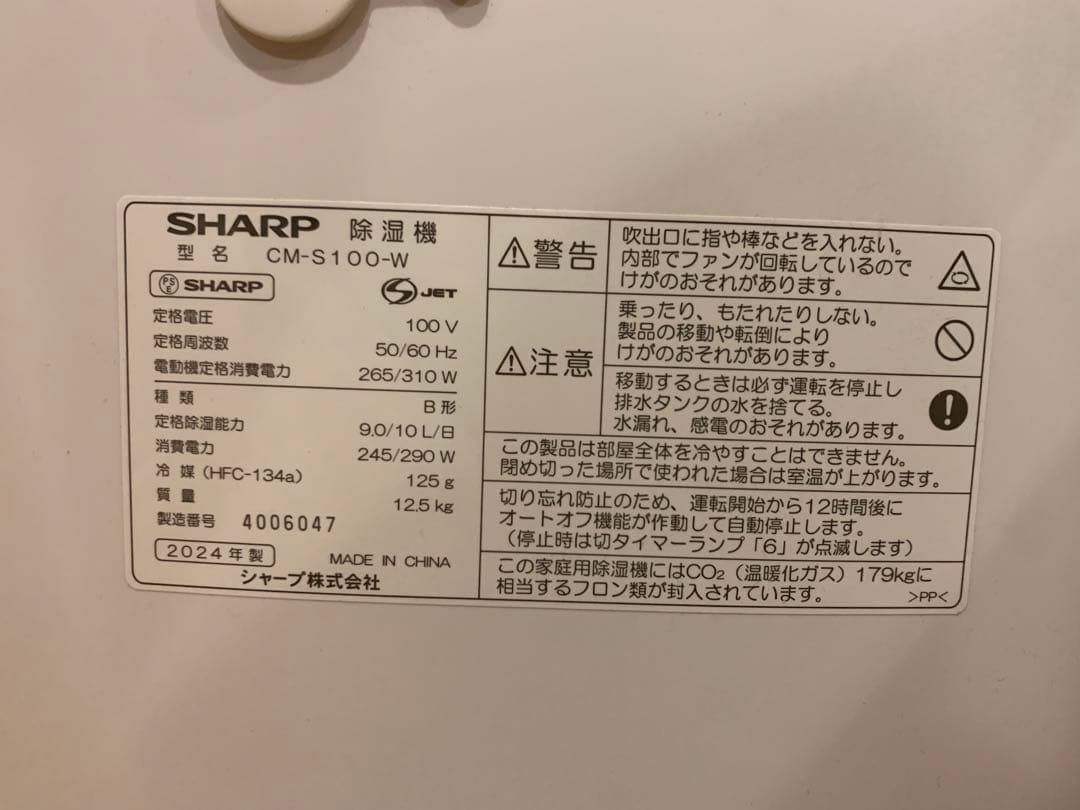 SHARP 除湿機
型名 CM-S100-W
PSE SHARP
S JET
定格電圧 100 V
定格周波数 50/60 Hz
電動機定格消費電力 265/310 W
種類 B形
定格除湿能力 9.0/10 L/日
消費電力 245/290 W
冷媒(HFC-134a) 125 g
質量 12.5 kg
製造番号 4006047
2024年製 MADE IN CHINA
シャープ株式会社
警告
吹出口に指や棒などを入れない。
内部でファンが回転しているので
けがのおそれがあります。
注意
乗ったり、もたれたりしない。
製品の移動や転倒により
けがのおそれがあります。
移動するときは必ず運転を停止し
排水タンクの水を捨てる。
水漏れ、感電のおそれがあります。
この製品は部屋全体を冷やすことはできません。
閉め切った場所で使われた場合は室温が上がります。
切り忘れ防止のため、運転開始から12時間後に
オートオフ機能が作動して自動停止します。
(停止時は切タイマーランプ「6」が点滅します)
この家庭用除湿機にはCO₂(温暖化ガス)179kgに
相当するフロン類が封入されています。 >PP<